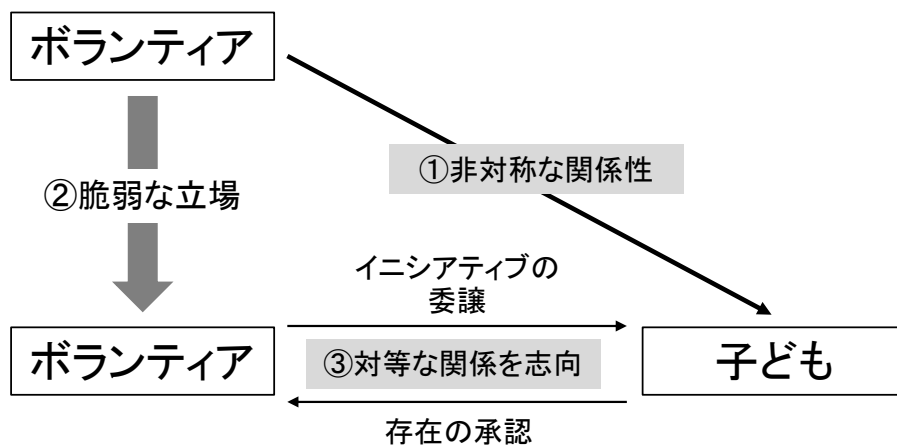 ボランティア
①非対称な関係性
②脆弱な立場
イニシアティブの
委譲
ボランティア
③対等な関係を志向
子ども
存在の承認